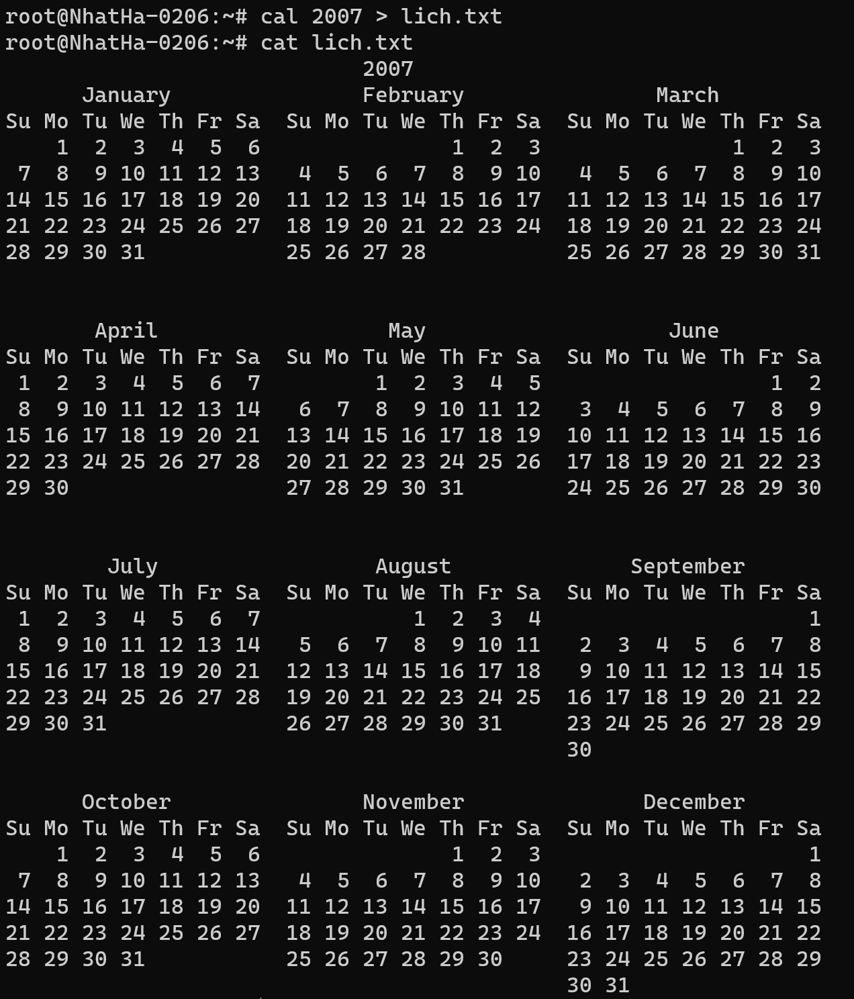 root@NhatHa-0206:~# cal 2007 > lich.txt
root@NhatHa-0206:~# cat lich.txt
                            2007
      January               February               March
Su Mo Tu We Th Fr Sa  Su Mo Tu We Th Fr Sa  Su Mo Tu We Th Fr Sa
    1  2  3  4  5  6               1  2  3               1  2  3
 7  8  9 10 11 12 13   4  5  6  7  8  9 10   4  5  6  7  8  9 10
14 15 16 17 18 19 20  11 12 13 14 15 16 17  11 12 13 14 15 16 17
21 22 23 24 25 26 27  18 19 20 21 22 23 24  18 19 20 21 22 23 24
28 29 30 31           25 26 27 28           25 26 27 28 29 30 31
       April                  May                   June
Su Mo Tu We Th Fr Sa  Su Mo Tu We Th Fr Sa  Su Mo Tu We Th Fr Sa
 1  2  3  4  5  6  7         1  2  3  4  5                  1  2
 8  9 10 11 12 13 14   6  7  8  9 10 11 12   3  4  5  6  7  8  9
15 16 17 18 19 20 21  13 14 15 16 17 18 19  10 11 12 13 14 15 16
22 23 24 25 26 27 28  20 21 22 23 24 25 26  17 18 19 20 21 22 23
29 30                 27 28 29 30 31        24 25 26 27 28 29 30
        July                 August              September
Su Mo Tu We Th Fr Sa  Su Mo Tu We Th Fr Sa  Su Mo Tu We Th Fr Sa
 1  2  3  4  5  6  7            1  2  3  4                     1
 8  9 10 11 12 13 14   5  6  7  8  9 10 11   2  3  4  5  6  7  8
15 16 17 18 19 20 21  12 13 14 15 16 17 18   9 10 11 12 13 14 15
22 23 24 25 26 27 28  19 20 21 22 23 24 25  16 17 18 19 20 21 22
29 30 31              26 27 28 29 30 31     23 24 25 26 27 28 29
                                            30
      October               November              December
Su Mo Tu We Th Fr Sa  Su Mo Tu We Th Fr Sa  Su Mo Tu We Th Fr Sa
    1  2  3  4  5  6               1  2  3                     1
 7  8  9 10 11 12 13   4  5  6  7  8  9 10   2  3  4  5  6  7  8
14 15 16 17 18 19 20  11 12 13 14 15 16 17   9 10 11 12 13 14 15
21 22 23 24 25 26 27  18 19 20 21 22 23 24  16 17 18 19 20 21 22
28 29 30 31           25 26 27 28 29 30     23 24 25 26 27 28 29
                                            30 31